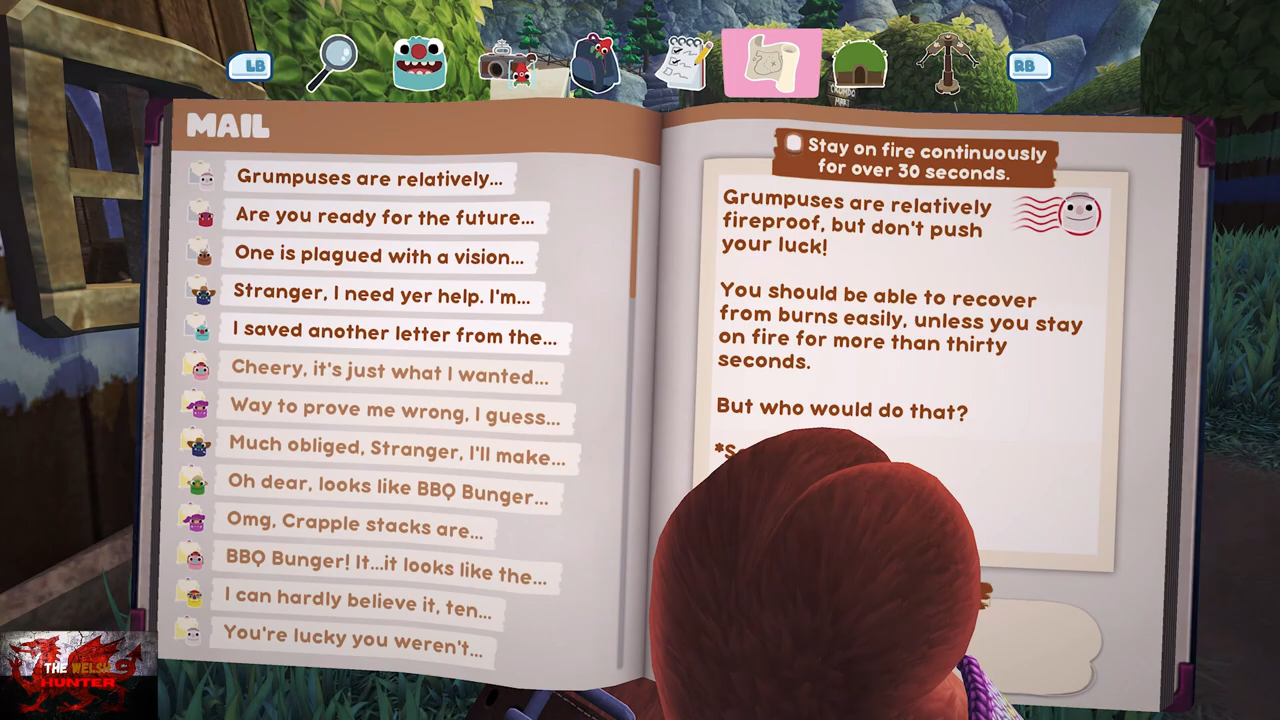 LB
RB
CROMDO
MART
MAIL
Grumpuses are relatively...
Are you ready for the future...
One is plagued with a vision...
Stranger, I need yer help. I'm...
I saved another letter from the...
Cheery, it's just what I wanted...
Way to prove me wrong, I guess...
Much obliged, Stranger, I'll make...
Oh dear, looks like BBQ Bunger...
Omg, Crapple stacks are...
BBQ Bunger! It...it looks like the...
I can hardly believe it, ten...
You're lucky you weren't...
Stay on fire continuously
for over 30 seconds.
Grumpuses are relatively
fireproof, but don't push
your luck!
You should be able to recover
from burns easily, unless you stay
on fire for more than thirty
seconds.
But who would do that?
THE WELSH
HUNTER